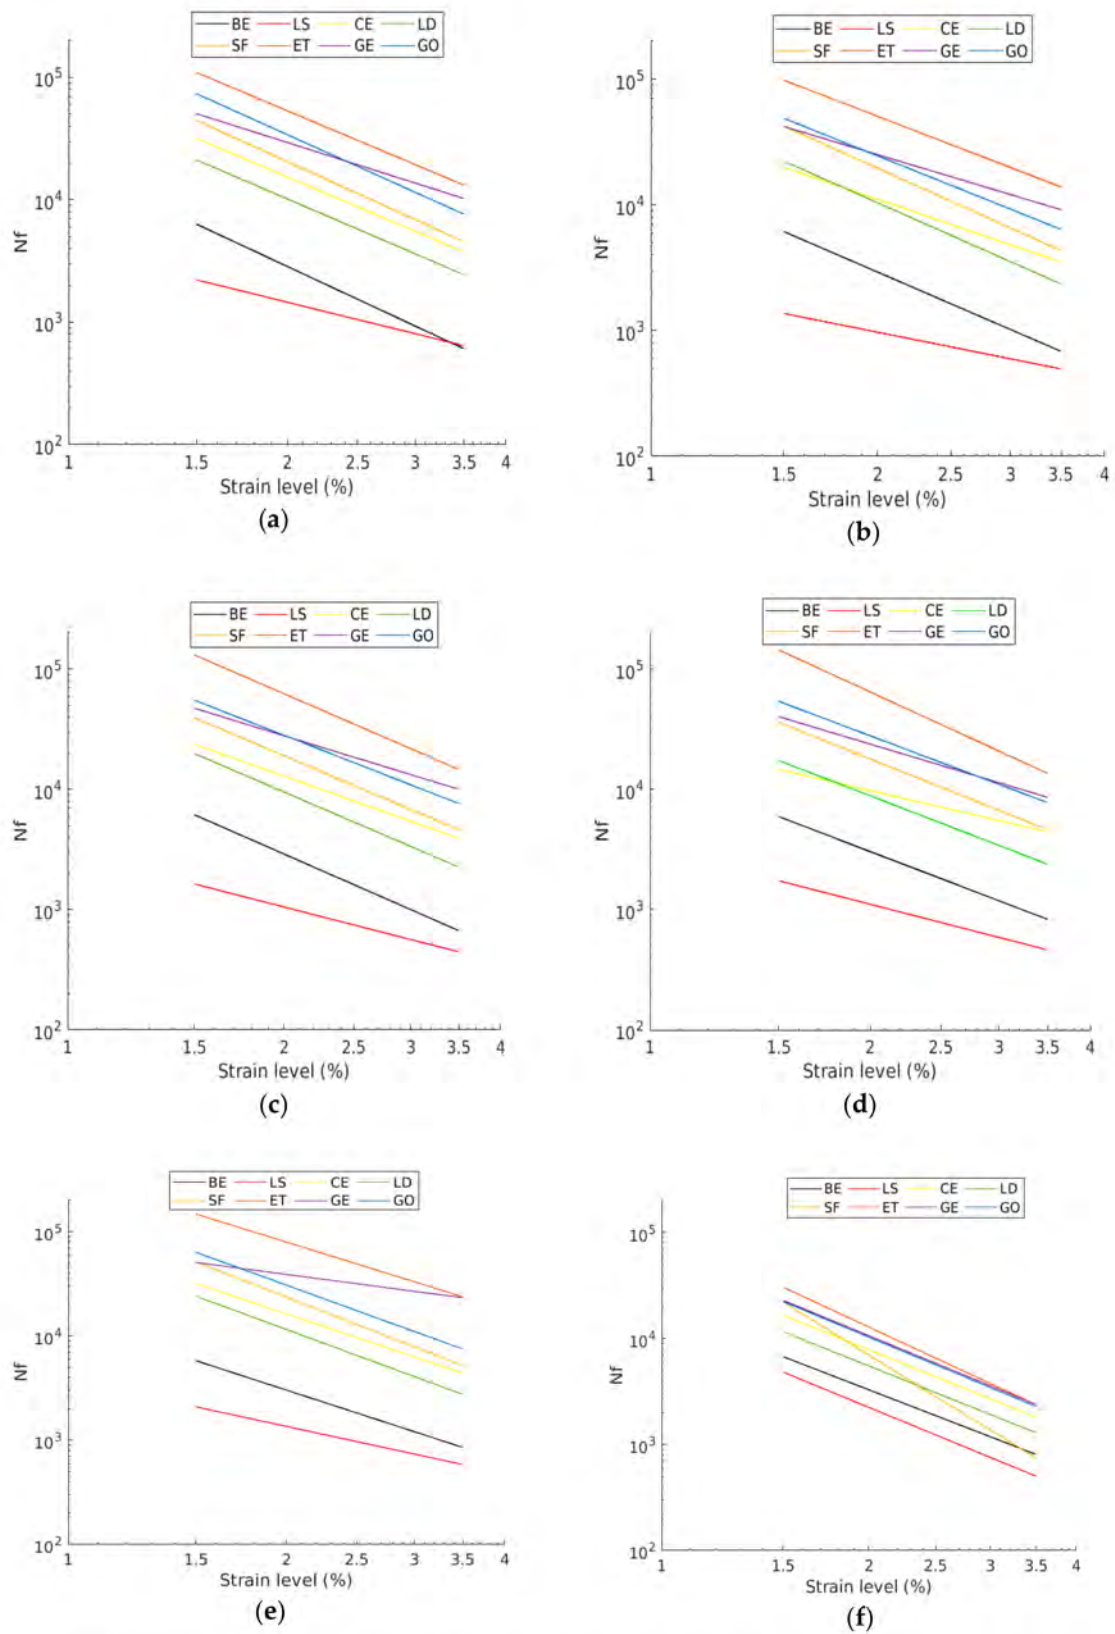 BE LS CE LD
SF ET GE GO
10^5
10^4
10^3
10^2
Nf
1 1.5 2 2.5 3 3.5 4
Strain level (%)
(a)
BE LS CE LD
SF ET GE GO
10^5
10^4
10^3
10^2
Nf
1 1.5 2 2.5 3 3.5 4
Strain level (%)
(b)
BE LS CE LD
SF ET GE GO
10^5
10^4
10^3
10^2
Nf
1 1.5 2 2.5 3 3.5 4
Strain level (%)
(c)
BE LS CE LD
SF ET GE GO
10^5
10^4
10^3
10^2
Nf
1 1.5 2 2.5 3 3.5 4
Strain level (%)
(d)
BE LS CE LD
SF ET GE GO
10^5
10^4
10^3
10^2
Nf
1 1.5 2 2.5 3 3.5 4
Strain level (%)
(e)
BE LS CE LD
SF ET GE GO
10^5
10^4
10^3
10^2
Nf
1 1.5 2 2.5 3 3.5 4
Strain level (%)
(f)